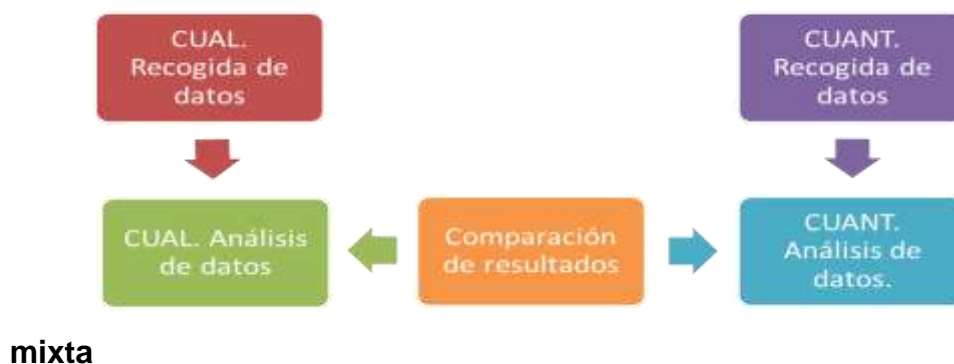 CUAL.
Recogida de
datos
CUANT.
Recogida de
datos
CUAL. Análisis
de datos
Comparación
de resultados
CUANT.
Análisis de
datos.
mixta